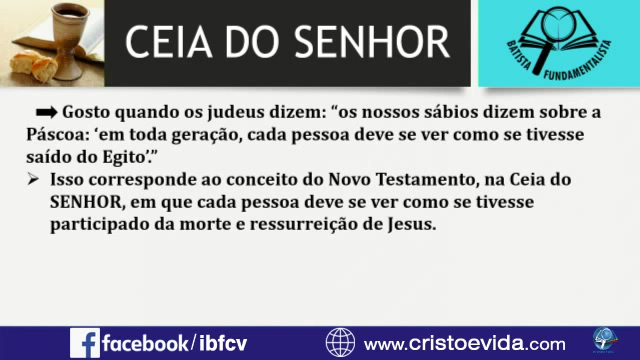 CEIA DO SENHOR
BATISTA FUNDAMENTALISTA
➡ Gosto quando os judeus dizem: “os nossos sábios dizem sobre a
Páscoa: ‘em toda geração, cada pessoa deve se ver como se tivesse
saído do Egito’.”
➢ Isso corresponde ao conceito do Novo Testamento, na Ceia do
SENHOR, em que cada pessoa deve se ver como se tivesse
participado da morte e ressurreição de Jesus.
facebook/ibfcv
www.cristoevida.com